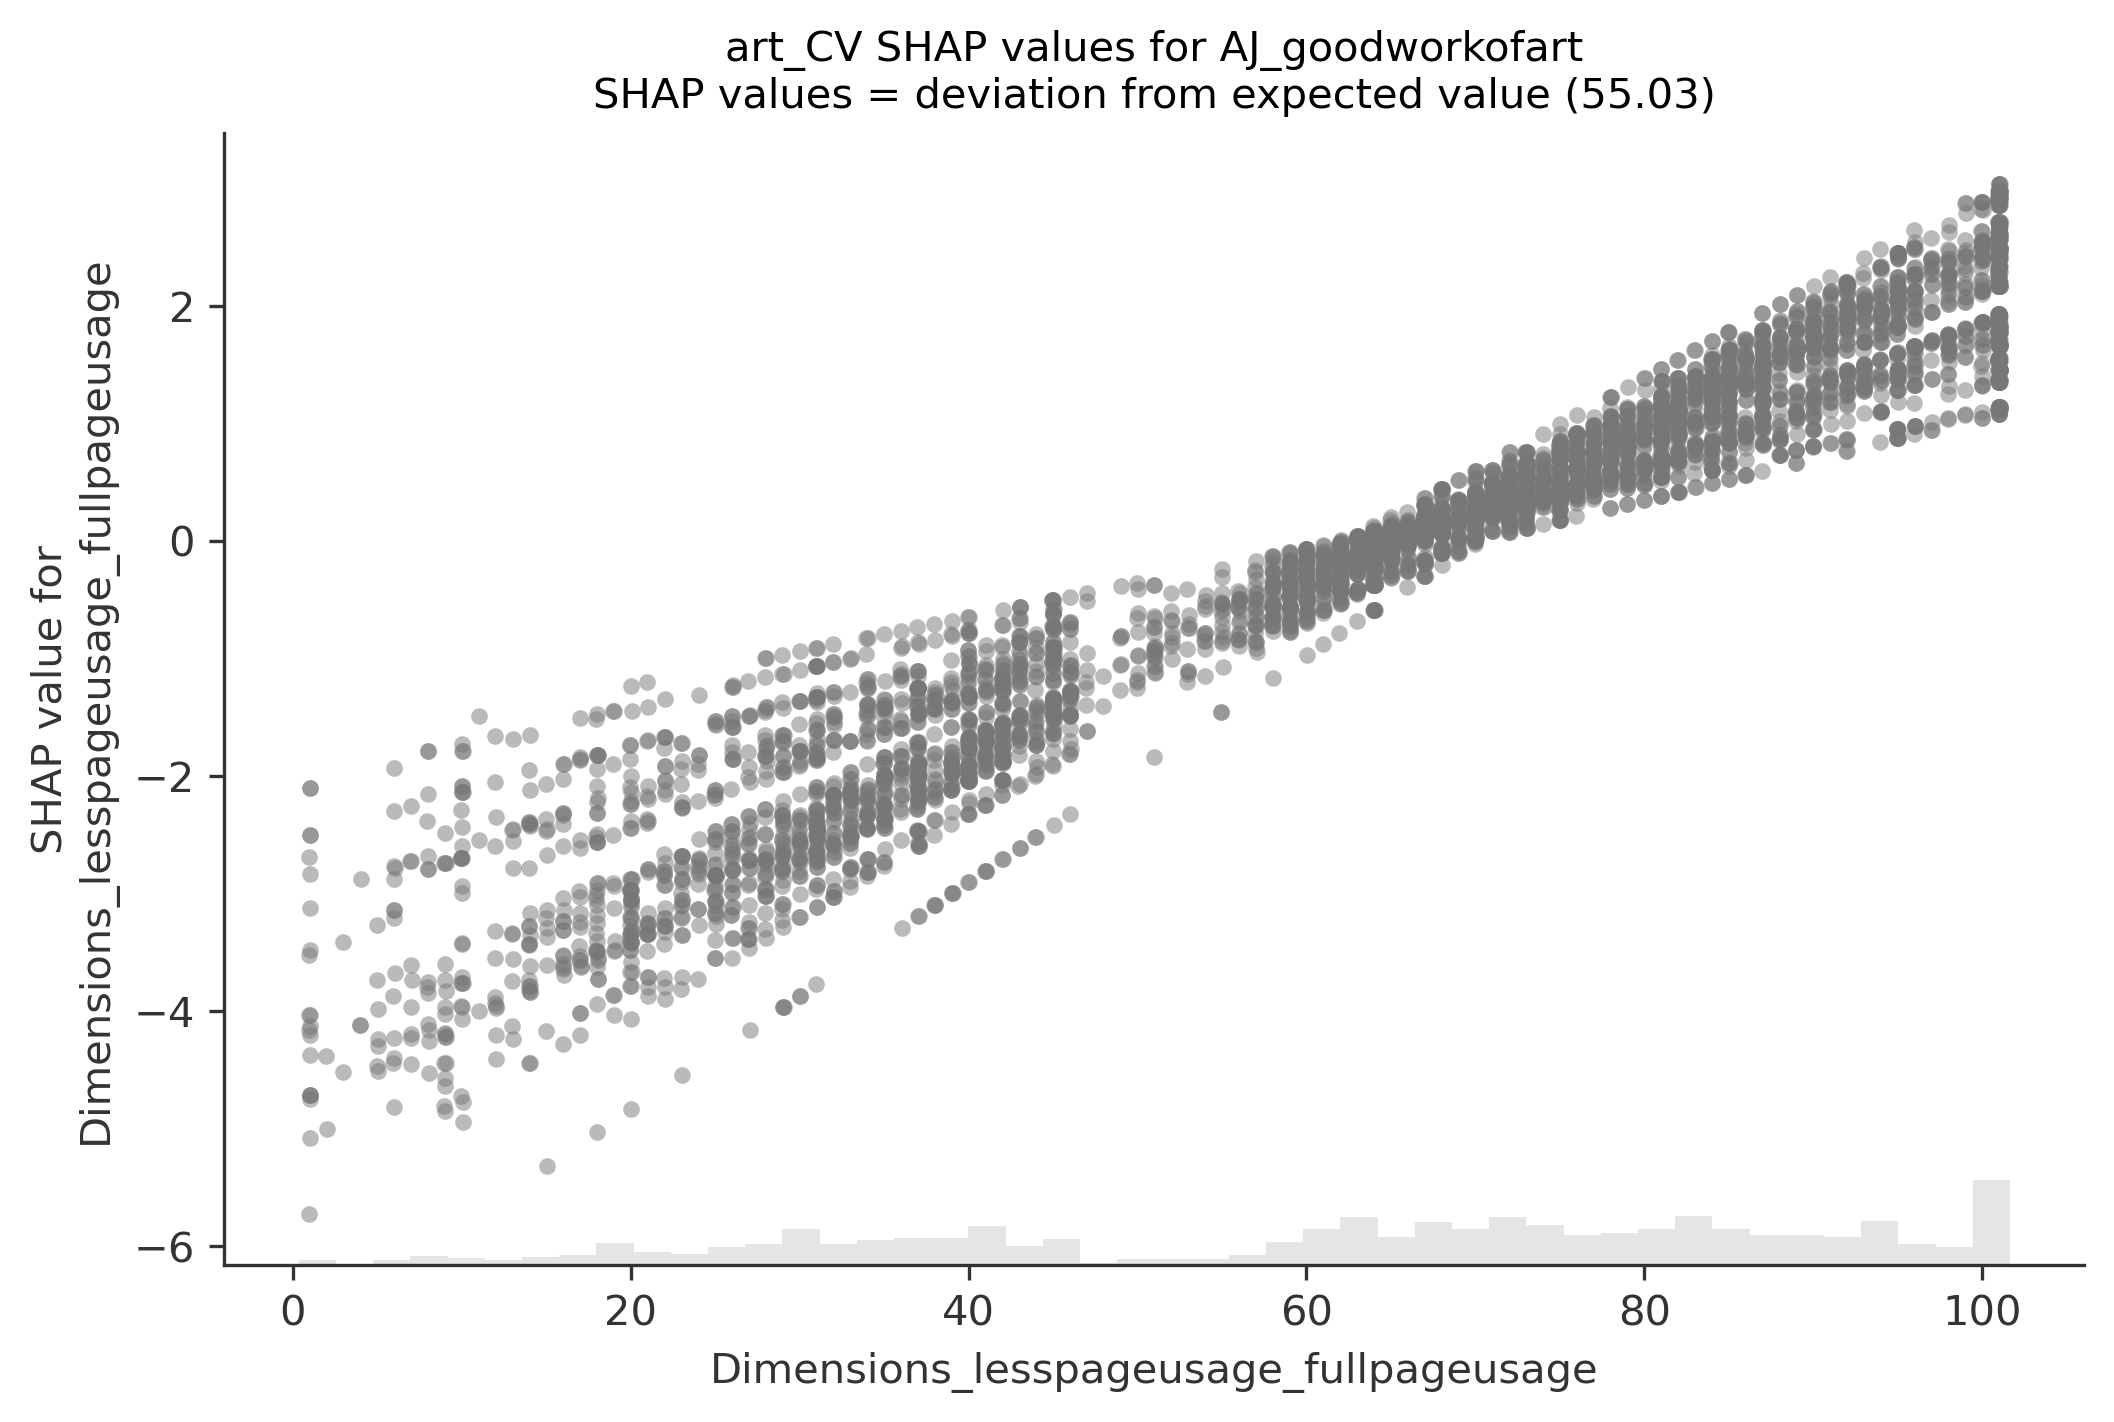 art_CV SHAP values for AJ_goodworkofart
SHAP values = deviation from expected value (55.03)
SHAP value for
Dimensions_lesspageusage_fullpageusage
2
0
−2
−4
−6
0 20 40 60 80 100
Dimensions_lesspageusage_fullpageusage